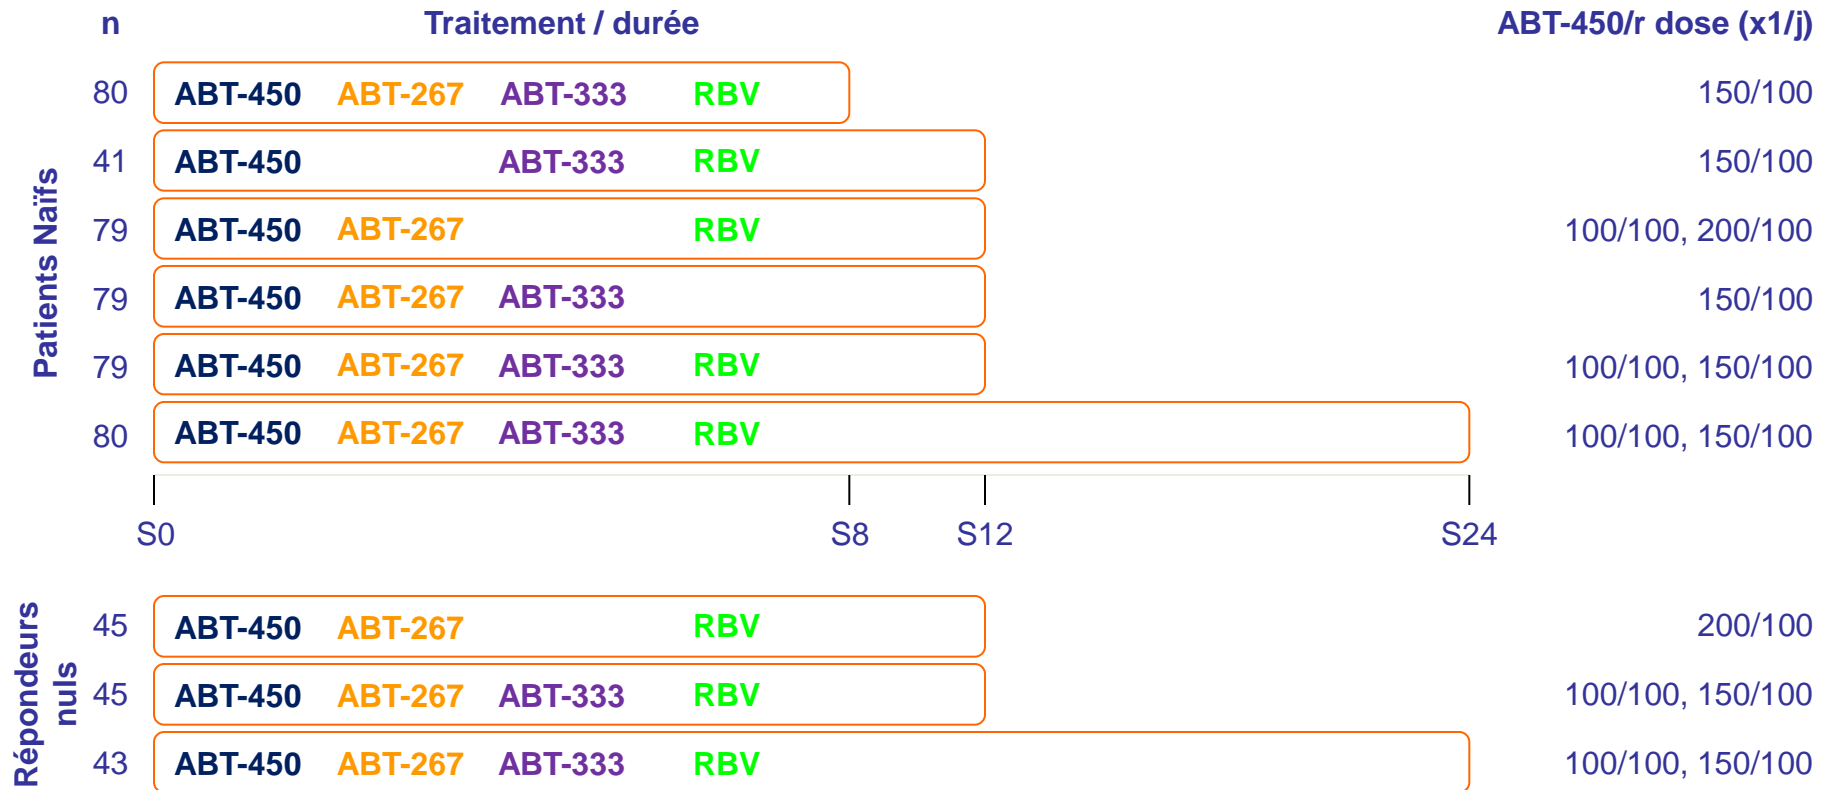 n Traitement / durée ABT-450/r dose (x1/j)
Patients Naïfs
80 ABT-450 ABT-267 ABT-333 RBV 150/100
41 ABT-450 ABT-333 RBV 150/100
79 ABT-450 ABT-267 RBV 100/100, 200/100
79 ABT-450 ABT-267 ABT-333 150/100
79 ABT-450 ABT-267 ABT-333 RBV 100/100, 150/100
80 ABT-450 ABT-267 ABT-333 RBV 100/100, 150/100
S0 S8 S12 S24
Répondeurs
nuls
45 ABT-450 ABT-267 RBV 200/100
45 ABT-450 ABT-267 ABT-333 RBV 100/100, 150/100
43 ABT-450 ABT-267 ABT-333 RBV 100/100, 150/100